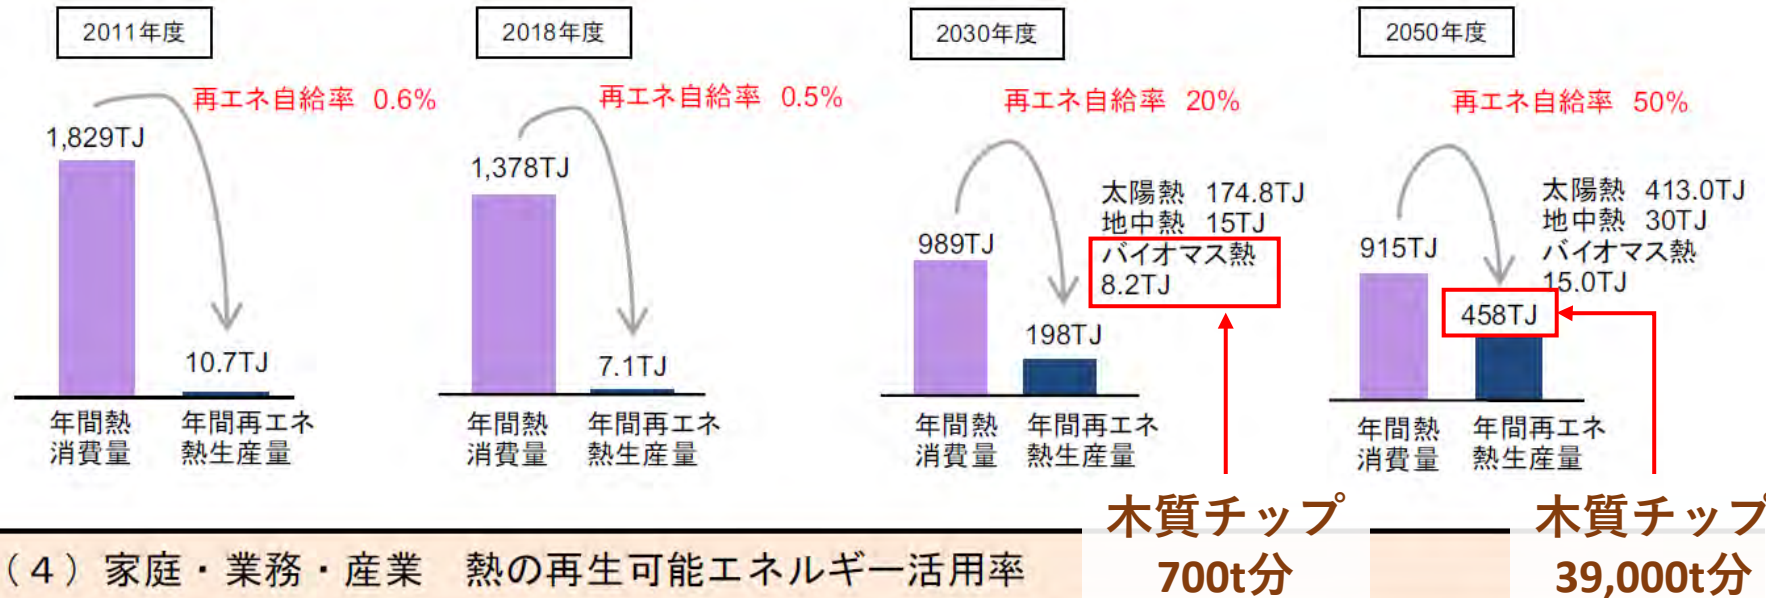 2011年度
再エネ自給率 0.6%
1,829TJ
10.7TJ
年間熱
消費量
年間再エネ
熱生産量
2018年度
再エネ自給率 0.5%
1,378TJ
7.1TJ
年間熱
消費量
年間再エネ
熱生産量
2030年度
再エネ自給率 20%
989TJ
太陽熱 174.8TJ
地中熱 15TJ
バイオマス熱
8.2TJ
198TJ
年間熱
消費量
年間再エネ
熱生産量
木質チップ
700t分
2050年度
再エネ自給率 50%
915TJ
太陽熱 413.0TJ
地中熱 30TJ
バイオマス熱
15.0TJ
458TJ
年間熱
消費量
年間再エネ
熱生産量
木質チップ
39,000t分
（４）家庭・業務・産業 熱の再生可能エネルギー活用率